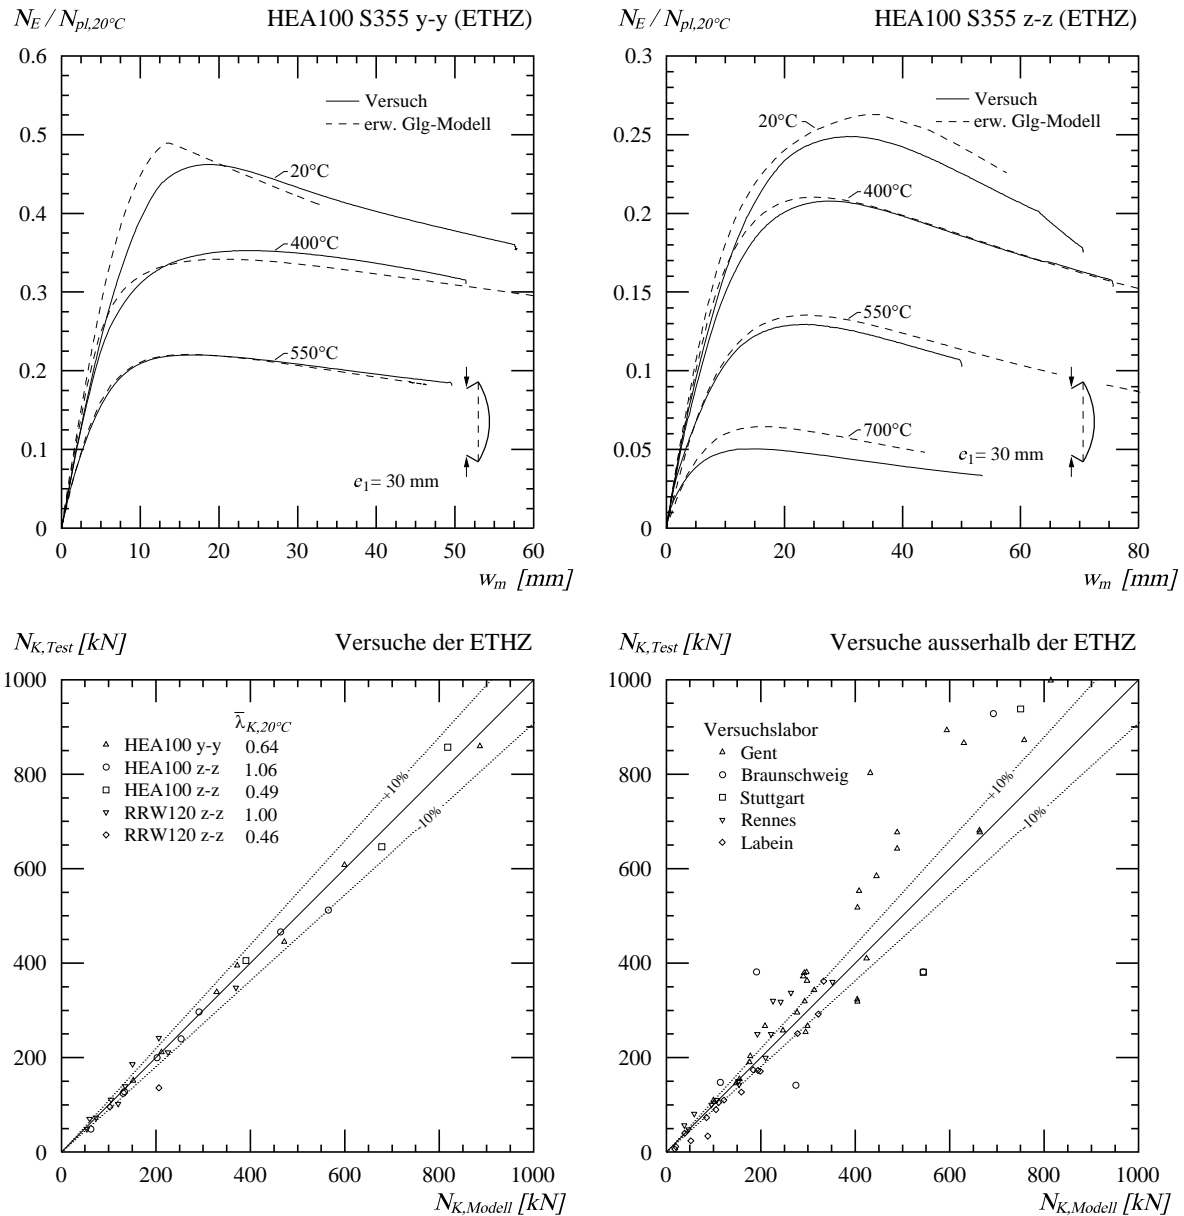 N_E / N_pl,20°C
HEA100 S355 y-y (ETHZ)
0.6
0.5
0.4
0.3
0.2
0.1
0
Versuch
erw. Glg-Modell
20°C
400°C
550°C
e_1= 30 mm
0 10 20 30 40 50 60
w_m [mm]
N_E / N_pl,20°C
HEA100 S355 z-z (ETHZ)
0.3
0.25
0.2
0.15
0.1
0.05
0
Versuch
erw. Glg-Modell
20°C
400°C
550°C
700°C
e_1= 30 mm
0 20 40 60 80
w_m [mm]
N_K,Test [kN]
Versuche der ETHZ
1000
800
600
400
200
0
λ̅_K,20°C
HEA100 y-y 0.64
HEA100 z-z 1.06
HEA100 z-z 0.49
RRW120 z-z 1.00
RRW120 z-z 0.46
+10%
-10%
0 200 400 600 800 1000
N_K,Modell [kN]
N_K,Test [kN]
Versuche ausserhalb der ETHZ
1000
800
600
400
200
0
Versuchslabor
Gent
Braunschweig
Stuttgart
Rennes
Labein
+10%
-10%
0 200 400 600 800 1000
N_K,Modell [kN]